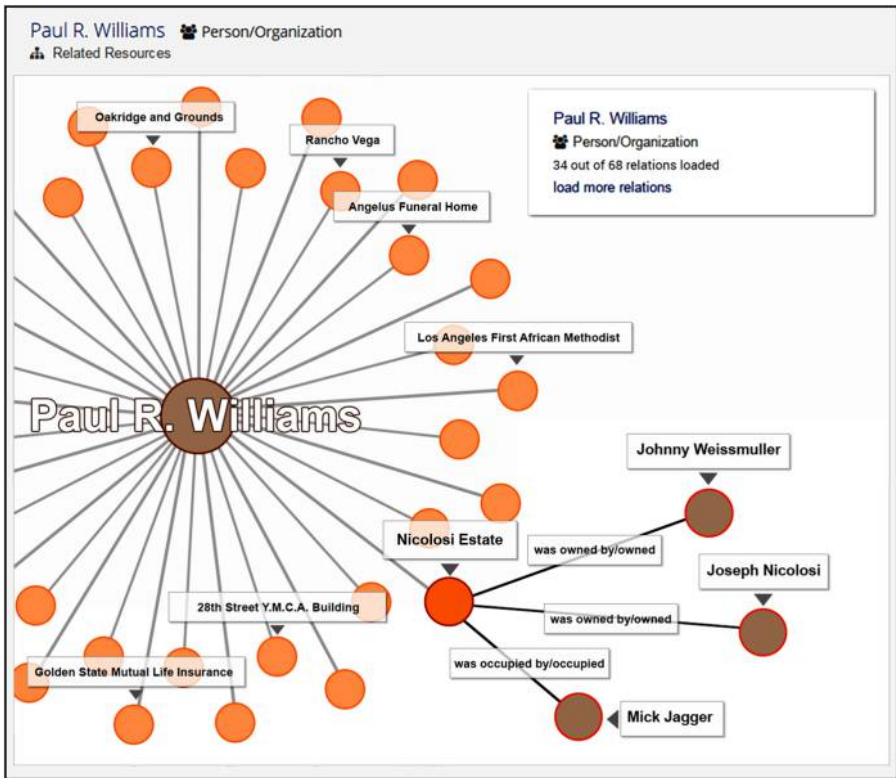 Paul R. Williams Person/Organization
Related Resources
Oakridge and Grounds
Rancho Vega
Angelus Funeral Home
Paul R. Williams
Person/Organization
34 out of 68 relations loaded
load more relations
Los Angeles First African Methodist
Paul R. Williams
Johnny Weissmuller
Nicolosi Estate
was owned by/owned
Joseph Nicolosi
28th Street Y.M.C.A. Building
was owned by/owned
was occupied by/occupied
Golden State Mutual Life Insurance
Mick Jagger